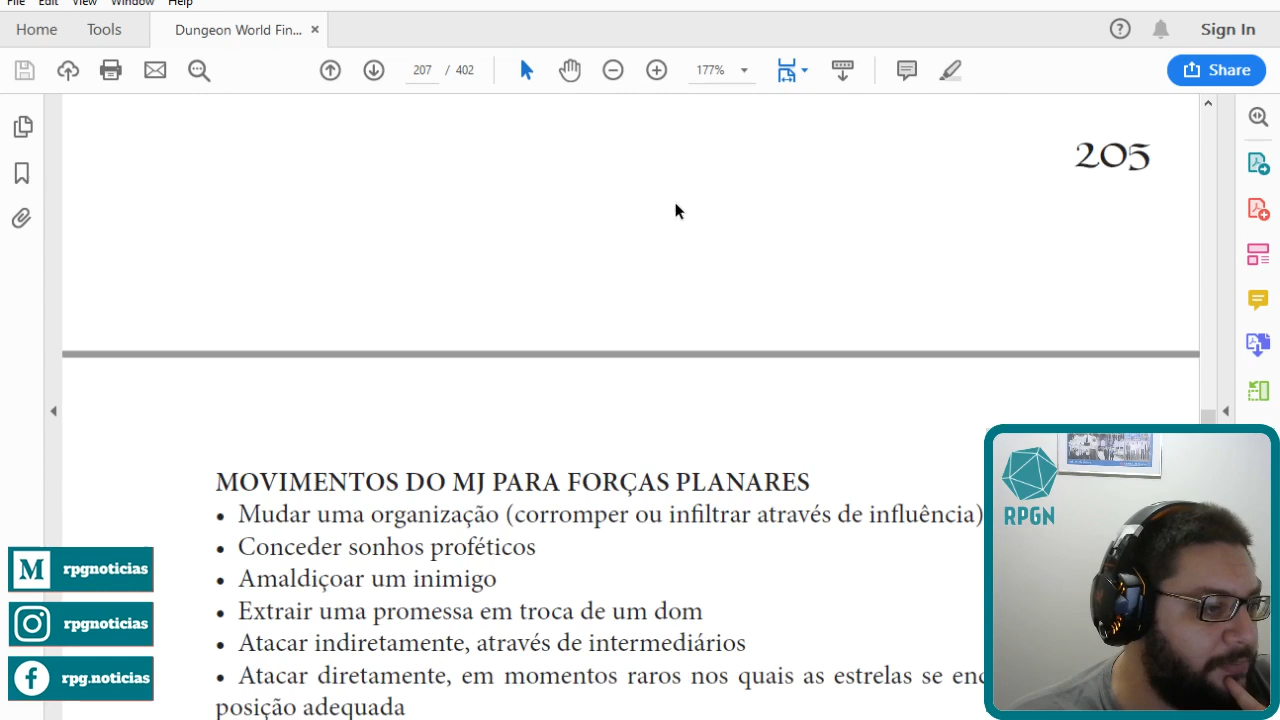 File Edit View Window Help
Home Tools Dungeon World Fin... × Sign In
207 / 402 177% Share
205
MOVIMENTOS DO MJ PARA FORÇAS PLANARES
• Mudar uma organização (corromper ou infiltrar através de influência)
• Conceder sonhos proféticos
• Amaldiçoar um inimigo
• Extrair uma promessa em troca de um dom
• Atacar indiretamente, através de intermediários
• Atacar diretamente, em momentos raros nos quais as estrelas se
posição adequada
RPGN
M rpgnoticias
rpgnoticias
f rpg.noticias